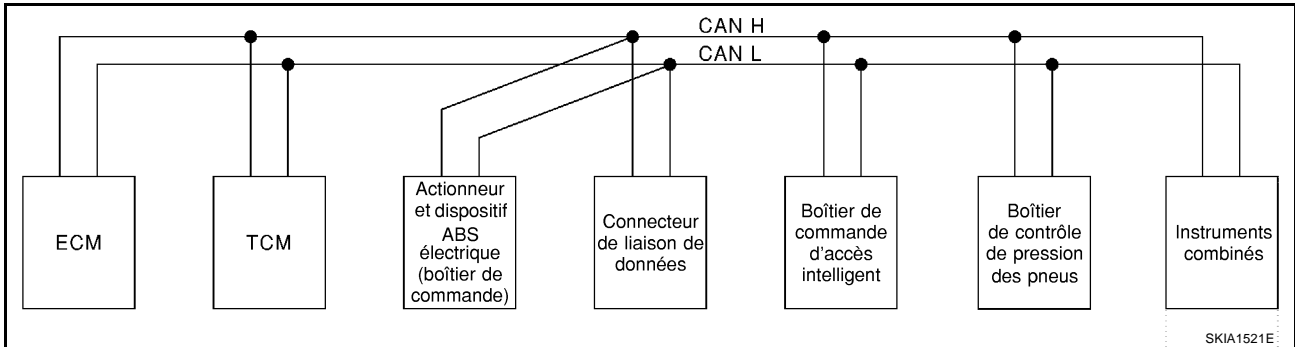 CAN H
CAN L
ECM
TCM
Actionneur
et dispositif
ABS
électrique
(boîtier de
commande)
Connecteur
de liaison de
données
Boîtier de
commande
d'accès
intelligent
Boîtier
de contrôle
de pression
des pneus
Instruments
combinés
SKIA1521E